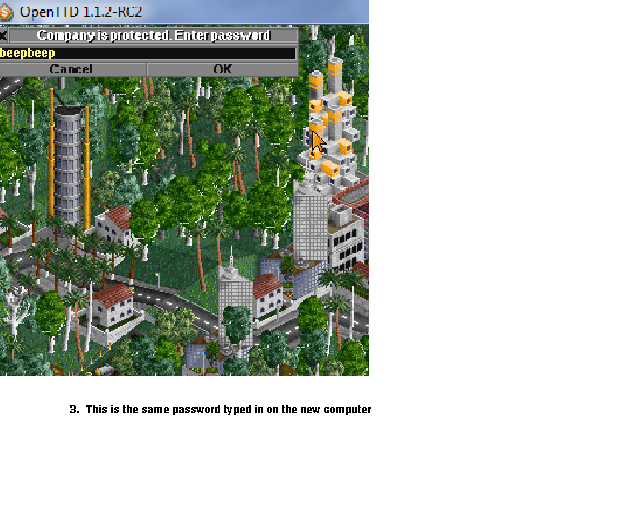 OpenTTD 1.1.2-RC2
Company is protected. Enter password
beepbeep
Cancel OK
3. This is the same password typed in on the new computer